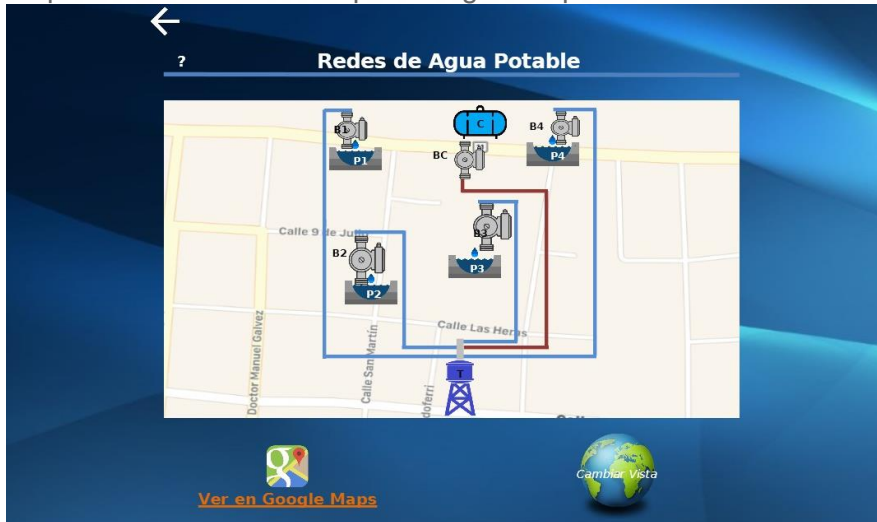 ?
Redes de Agua Potable
B1
P1
C
BC
M
B4
P4
Calle 9 de Julio
B2
P2
B3
P3
Calle Las Heras
Doctor Manuel Galvez
Calle San Martín
T
Ver en Google Maps
Cambiar Vista